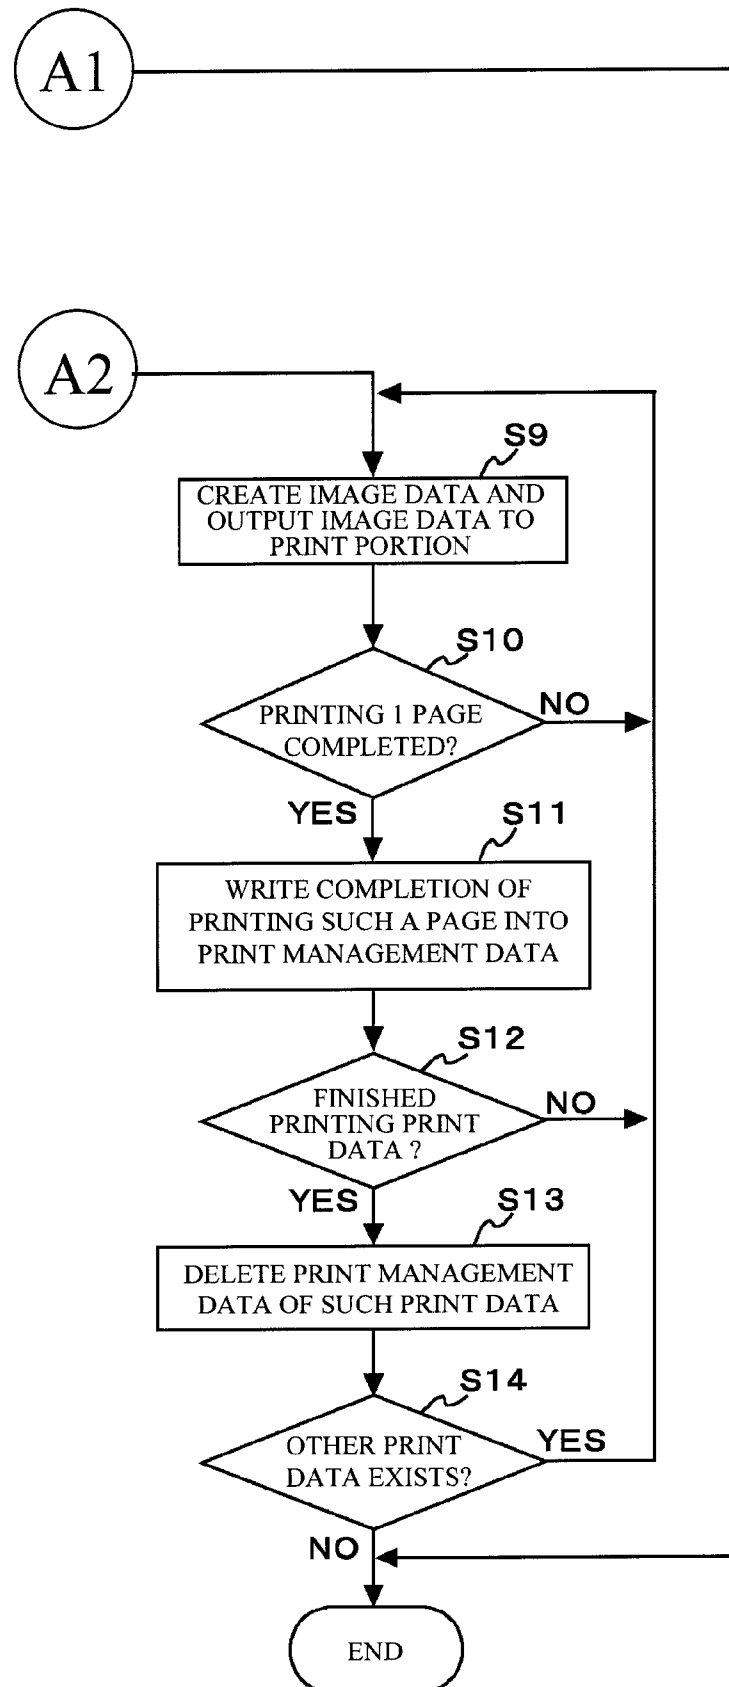 A1
A2
S9
CREATE IMAGE DATA AND
OUTPUT IMAGE DATA TO
PRINT PORTION
S10
PRINTING 1 PAGE
COMPLETED?
NO
YES
S11
WRITE COMPLETION OF
PRINTING SUCH A PAGE INTO
PRINT MANAGEMENT DATA
S12
FINISHED
PRINTING PRINT
DATA ?
NO
YES
S13
DELETE PRINT MANAGEMENT
DATA OF SUCH PRINT DATA
S14
OTHER PRINT
DATA EXISTS?
YES
NO
END